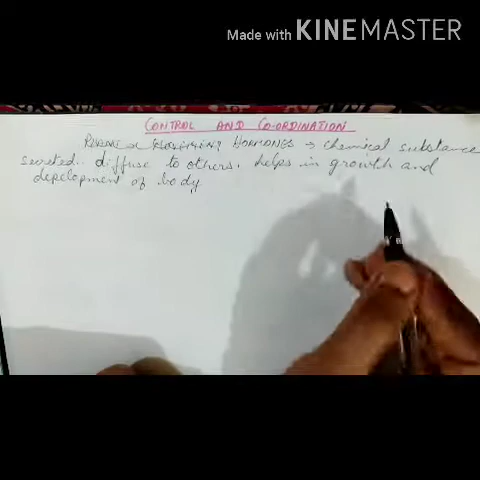 Made with KINEMASTER
CONTROL AND CO-ORDINATION
HORMONES → chemical substance
secreted.. diffuse to others, helps in growth and
depelopment of body